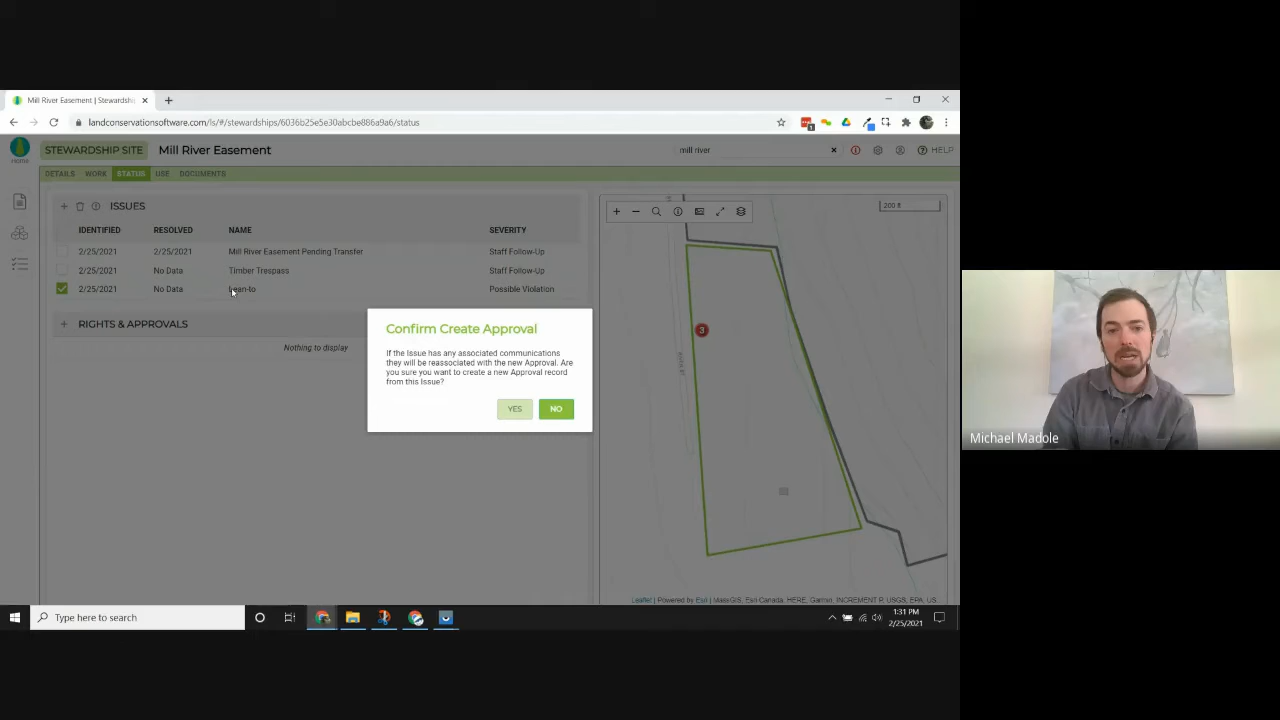 Mill River Easement | Stewardshi
landconservationsoftware.com/ls/#/stewardships/6036b25e5e30abcbe886a9a6/status
Home
STEWARDSHIP SITE
Mill River Easement
mill river
HELP
DETAILS
WORK
STATUS
USE
DOCUMENTS
ISSUES
IDENTIFIED RESOLVED NAME SEVERITY
2/25/2021 2/25/2021 Mill River Easement Pending Transfer Staff Follow-Up
2/25/2021 No Data Timber Trespass Staff Follow-Up
2/25/2021 No Data Lean-to Possible Violation
RIGHTS & APPROVALS
Nothing to display
200 ft
3
Confirm Create Approval
If the Issue has any associated communications
they will be reassociated with the new Approval. Are
you sure you want to create a new Approval record
from this Issue?
YES
NO
Leaflet | Powered by Esri | MassGIS, Esri Canada, HERE, Garmin, INCREMENT P, USGS, EPA, US
Type here to search
1:31 PM
2/25/2021
Michael Madole